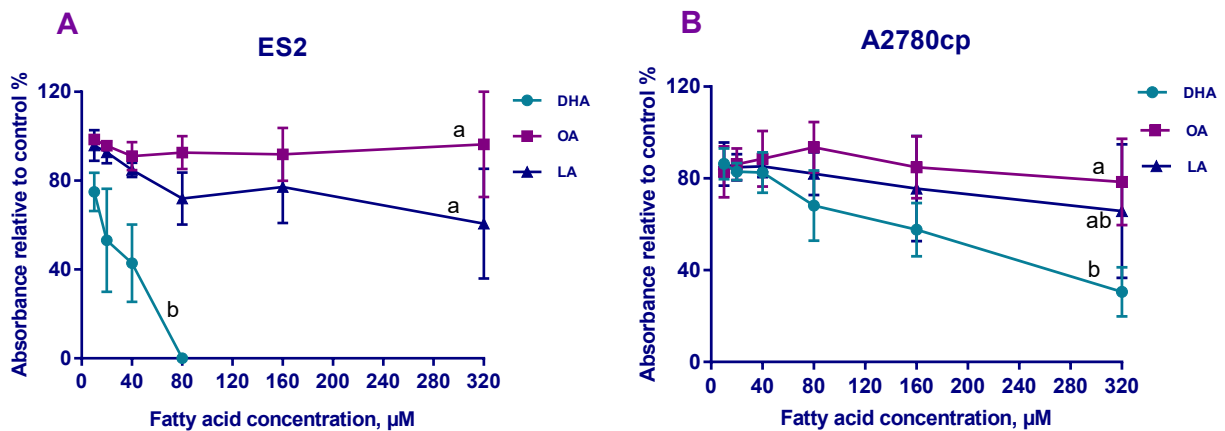 A
ES2
Absorbance relative to control %
120
80
40
0
0 40 80 120 160 200 240 280 320
Fatty acid concentration, µM
DHA
OA
LA
a
a
b
B
A2780cp
Absorbance relative to control %
120
80
40
0
0 40 80 120 160 200 240 280 320
Fatty acid concentration, µM
DHA
OA
LA
a
ab
b